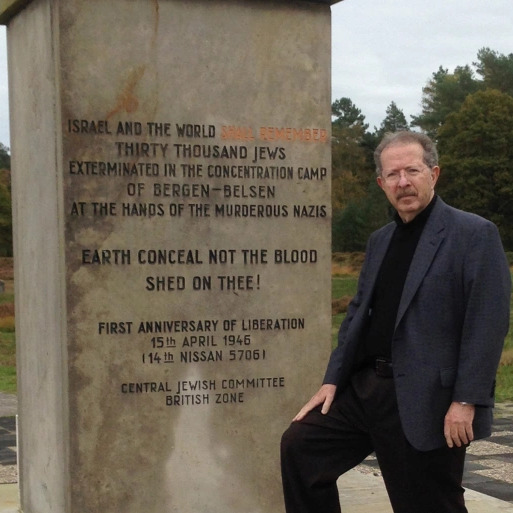 ISRAEL AND THE WORLD SHALL REMEMBER
THIRTY THOUSAND JEWS
EXTERMINATED IN THE CONCENTRATION CAMP
OF BERGEN-BELSEN
AT THE HANDS OF THE MURDEROUS NAZIS
EARTH CONCEAL NOT THE BLOOD
SHED ON THEE!
FIRST ANNIVERSARY OF LIBERATION
15th APRIL 1946
(14th NISSAN 5706)
CENTRAL JEWISH COMMITTEE
BRITISH ZONE